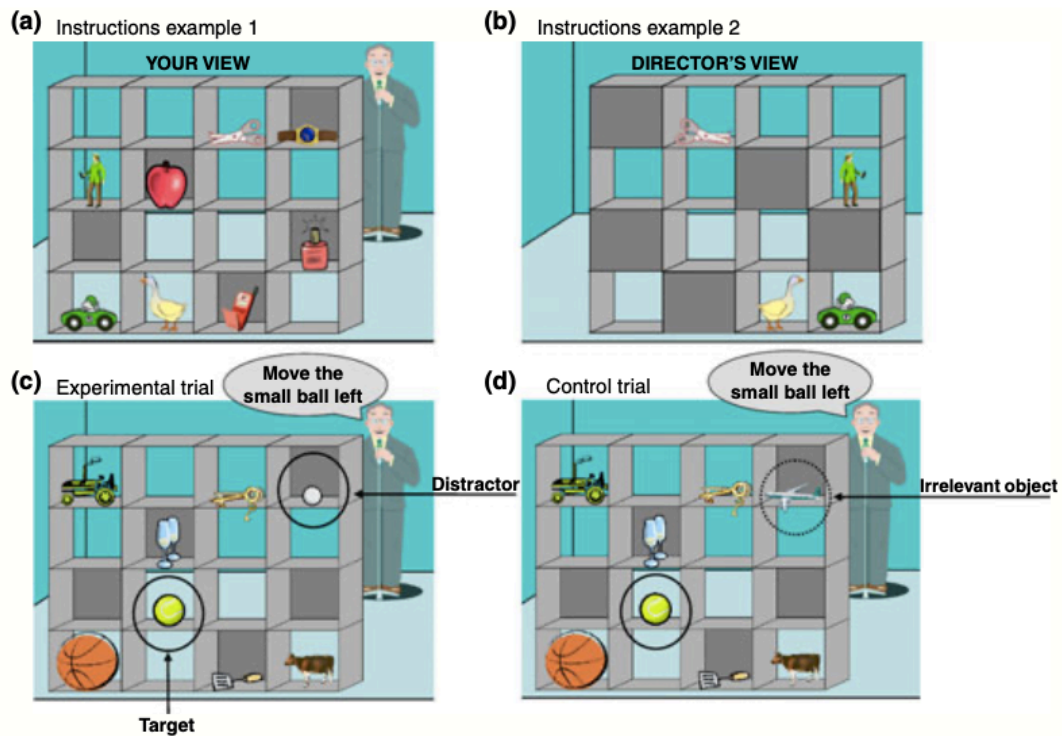 (a) Instructions example 1
YOUR VIEW
(b) Instructions example 2
DIRECTOR'S VIEW
(c) Experimental trial
Move the
small ball left
Distractor
Target
(d) Control trial
Move the
small ball left
Irrelevant object